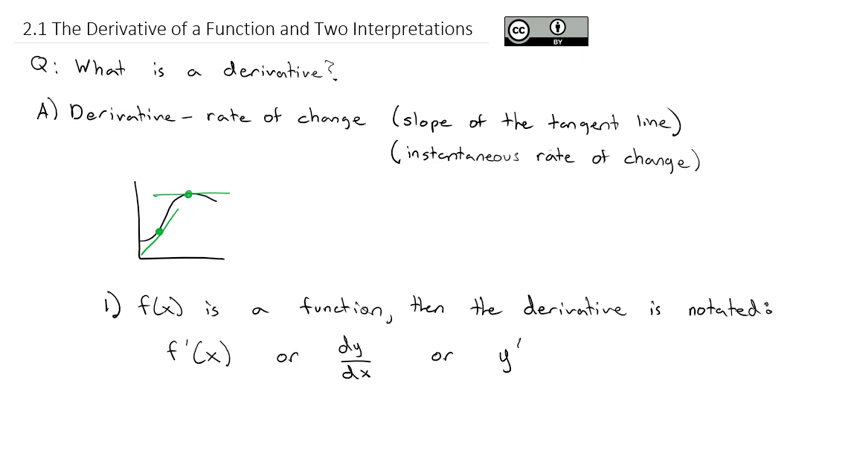 2.1 The Derivative of a Function and Two Interpretations
cc BY
Q: What is a derivative?
A) Derivative – rate of change (slope of the tangent line)
(instantaneous rate of change)
1) f(x) is a function, then the derivative is notated:
f'(x) or dy/dx or y'